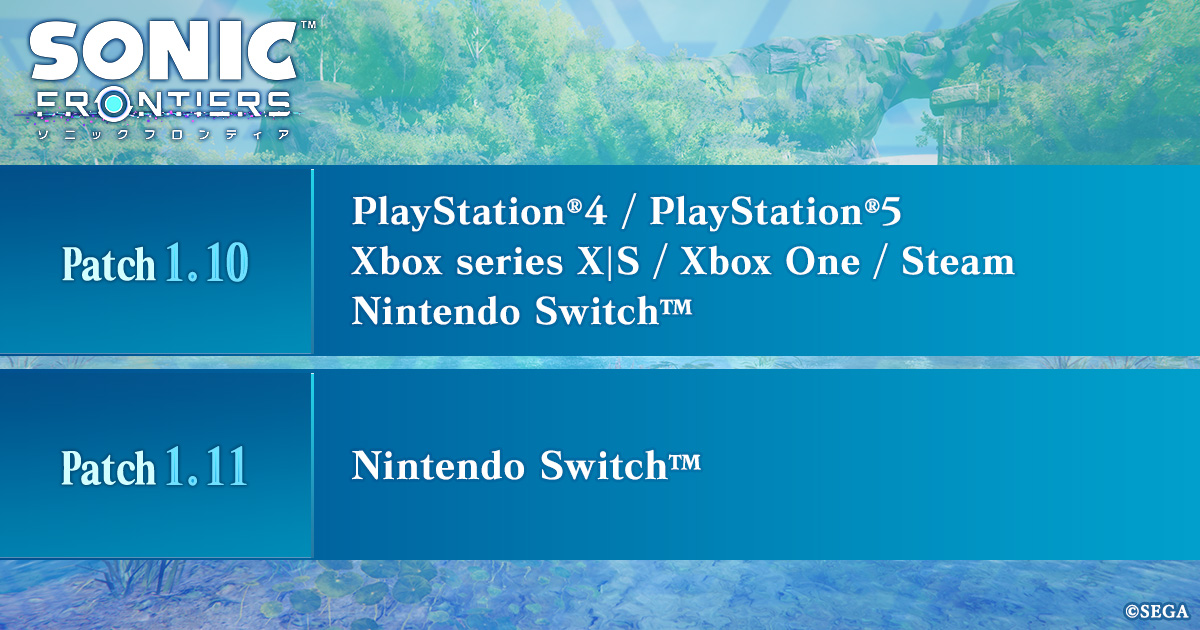 SONIC™
FRONTIERS
ソニックフロンティア
Patch 1.10
PlayStation®4 / PlayStation®5
Xbox series X|S / Xbox One / Steam
Nintendo Switch™
Patch 1.11
Nintendo Switch™
©SEGA